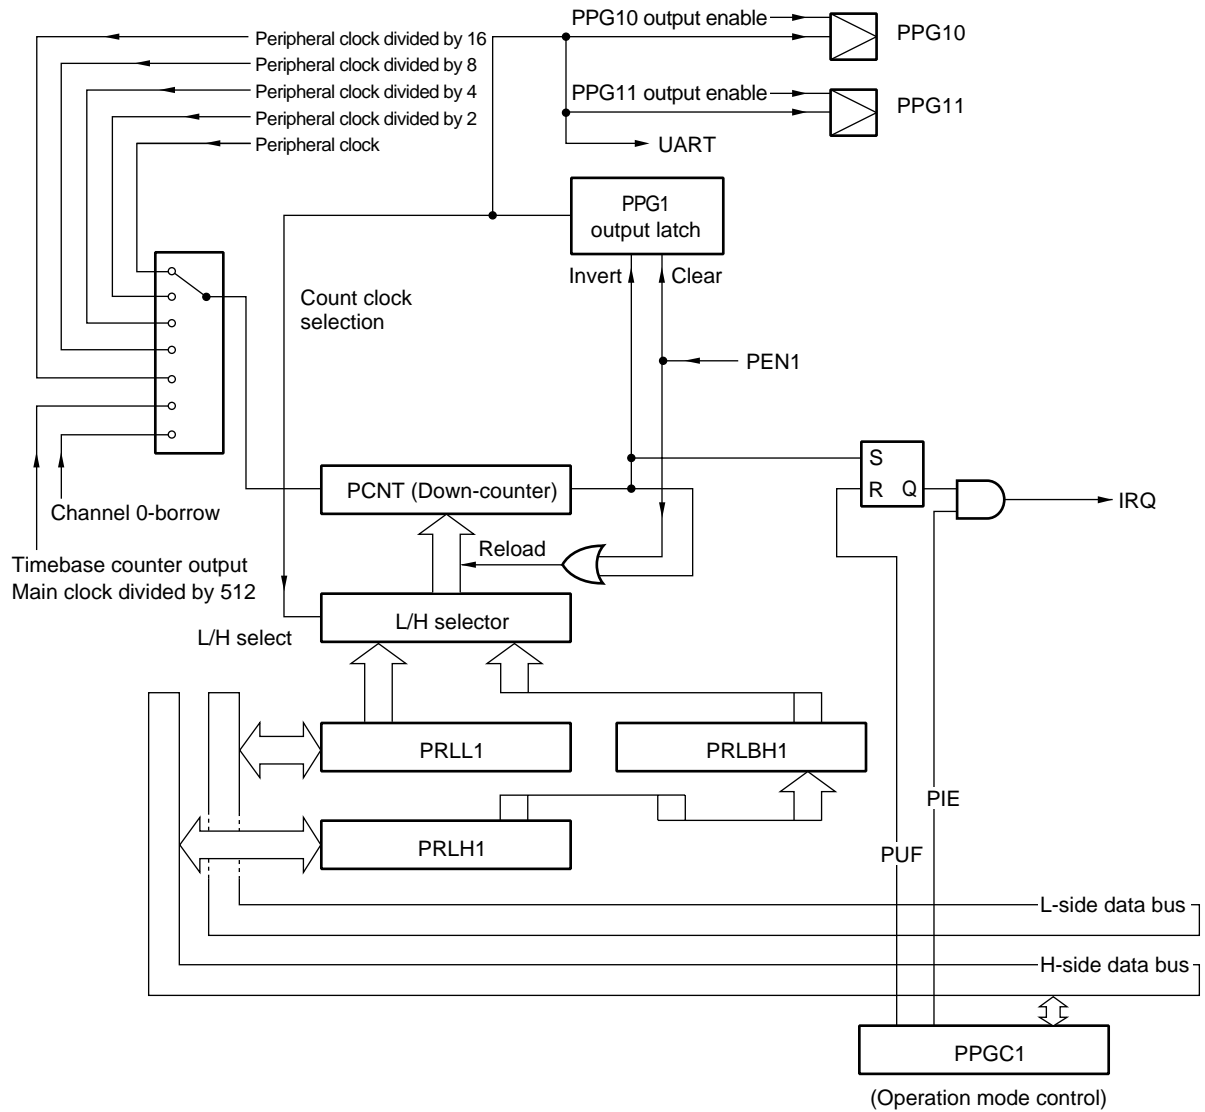 PPG10 output enable
PPG10
Peripheral clock divided by 16
Peripheral clock divided by 8
Peripheral clock divided by 4
Peripheral clock divided by 2
Peripheral clock
PPG11 output enable
PPG11
UART
PPG1
output latch
Invert
Clear
Count clock
selection
PEN1
S
R Q
IRQ
PCNT (Down-counter)
Channel 0-borrow
Reload
Timebase counter output
Main clock divided by 512
L/H selector
L/H select
PRLL1
PRLBH1
PIE
PRLH1
PUF
L-side data bus
H-side data bus
PPGC1
(Operation mode control)